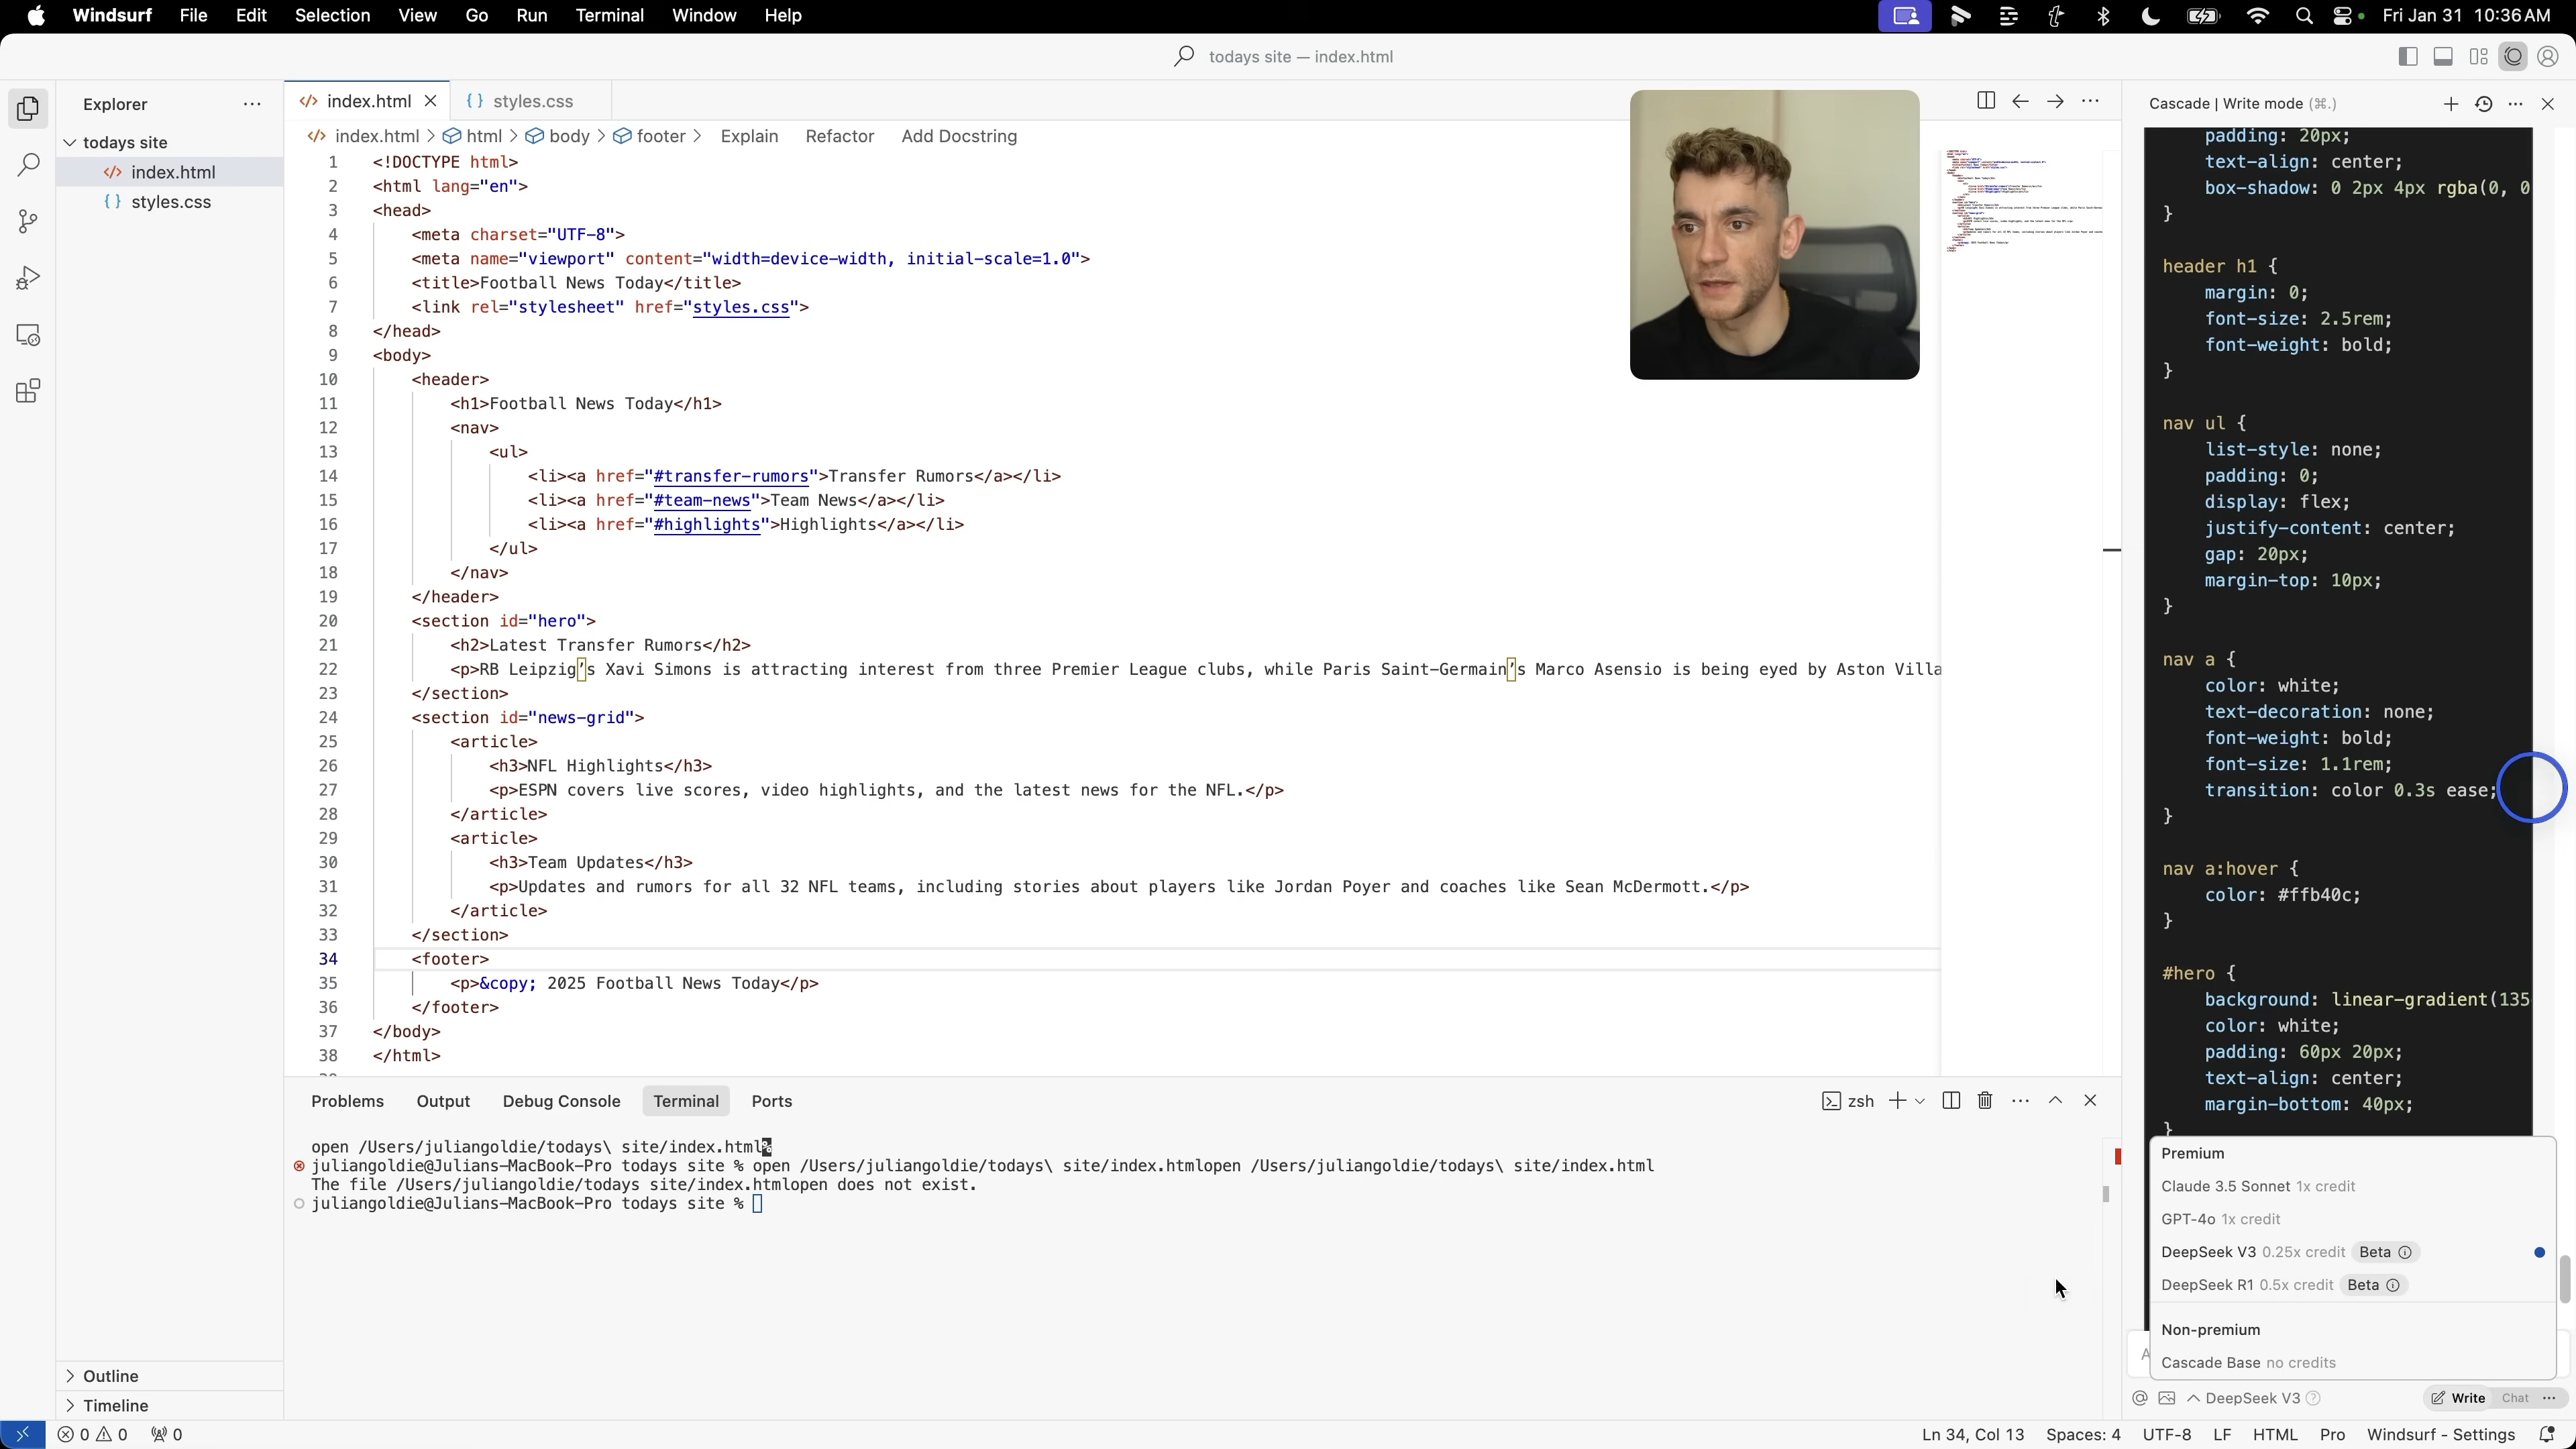 Windsurf File Edit Selection View Go Run Terminal Window Help Fri Jan 31 10:36 AM
todays site — index.html
Explorer
todays site
index.html
styles.css
Outline
Timeline
index.html styles.css
index.html > html > body > footer > Explain Refactor Add Docstring
1 <!DOCTYPE html>
2 <html lang="en">
3 <head>
4 <meta charset="UTF-8">
5 <meta name="viewport" content="width=device-width, initial-scale=1.0">
6 <title>Football News Today</title>
7 <link rel="stylesheet" href="styles.css">
8 </head>
9 <body>
10 <header>
11 <h1>Football News Today</h1>
12 <nav>
13 <ul>
14 <li><a href="#transfer-rumors">Transfer Rumors</a></li>
15 <li><a href="#team-news">Team News</a></li>
16 <li><a href="#highlights">Highlights</a></li>
17 </ul>
18 </nav>
19 </header>
20 <section id="hero">
21 <h2>Latest Transfer Rumors</h2>
22 <p>RB Leipzig’s Xavi Simons is attracting interest from three Premier League clubs, while Paris Saint-Germain’s Marco Asensio is being eyed by Aston Villa
23 </section>
24 <section id="news-grid">
25 <article>
26 <h3>NFL Highlights</h3>
27 <p>ESPN covers live scores, video highlights, and the latest news for the NFL.</p>
28 </article>
29 <article>
30 <h3>Team Updates</h3>
31 <p>Updates and rumors for all 32 NFL teams, including stories about players like Jordan Poyer and coaches like Sean McDermott.</p>
32 </article>
33 </section>
34 <footer>
35 <p>&copy; 2025 Football News Today</p>
36 </footer>
37 </body>
38 </html>
Problems Output Debug Console Terminal Ports zsh
open /Users/juliangoldie/todays\ site/index.html%
juliangoldie@Julians-MacBook-Pro todays site % open /Users/juliangoldie/todays\ site/index.htmlopen /Users/juliangoldie/todays\ site/index.html
The file /Users/juliangoldie/todays site/index.htmlopen does not exist.
juliangoldie@Julians-MacBook-Pro todays site %
Cascade | Write mode (⌘.)
padding: 20px;
text-align: center;
box-shadow: 0 2px 4px rgba(0, 0
}
header h1 {
margin: 0;
font-size: 2.5rem;
font-weight: bold;
}
nav ul {
list-style: none;
padding: 0;
display: flex;
justify-content: center;
gap: 20px;
margin-top: 10px;
}
nav a {
color: white;
text-decoration: none;
font-weight: bold;
font-size: 1.1rem;
transition: color 0.3s ease;
}
nav a:hover {
color: #ffb40c;
}
#hero {
background: linear-gradient(135
color: white;
padding: 60px 20px;
text-align: center;
margin-bottom: 40px;
}
Premium
Claude 3.5 Sonnet 1x credit
GPT-4o 1x credit
DeepSeek V3 0.25x credit Beta
DeepSeek R1 0.5x credit Beta
Non-premium
Cascade Base no credits
DeepSeek V3 Write Chat
0 0 0 Ln 34, Col 13 Spaces: 4 UTF-8 LF HTML Pro Windsurf - Settings